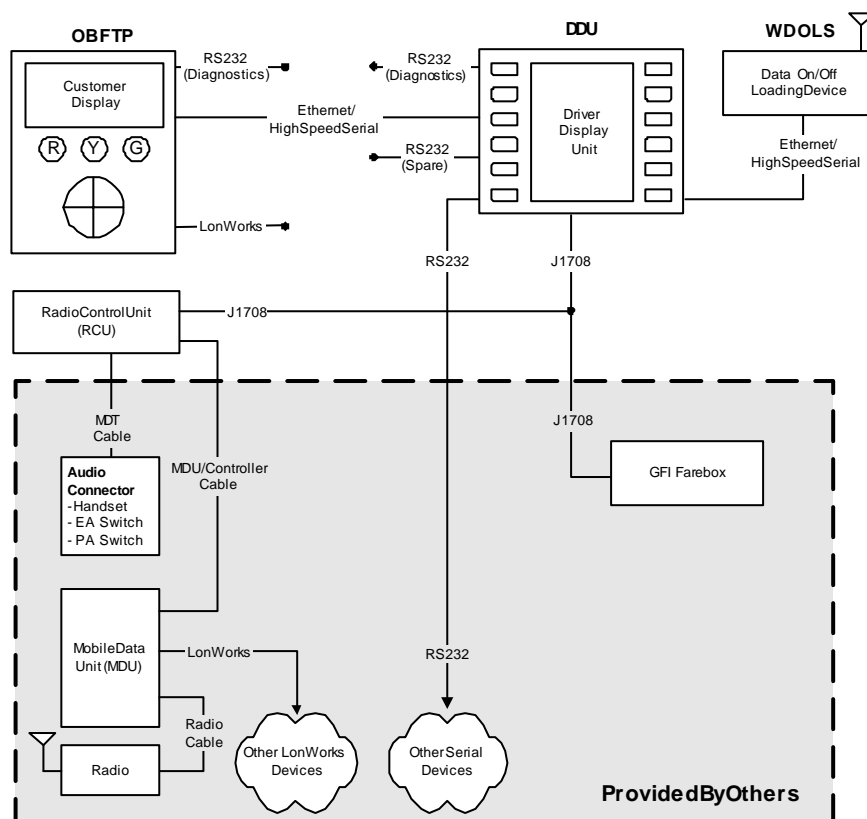 OBFTP
DDU
WDOLS
Customer
Display
R Y G
RS232
(Diagnostics)
RS232
(Diagnostics)
Ethernet/
HighSpeedSerial
RS232
(Spare)
LonWorks
Driver
Display
Unit
Data On/Off
LoadingDevice
Ethernet/
HighSpeedSerial
RS232
J1708
RadioControlUnit
(RCU)
J1708
MDT
Cable
MDU/Controller
Cable
J1708
GFI Farebox
Audio
Connector
-Handset
- EA Switch
- PA Switch
MobileData
Unit(MDU)
LonWorks
RS232
Radio
Cable
Radio
Other LonWorks
Devices
OtherSerial
Devices
ProvidedByOthers